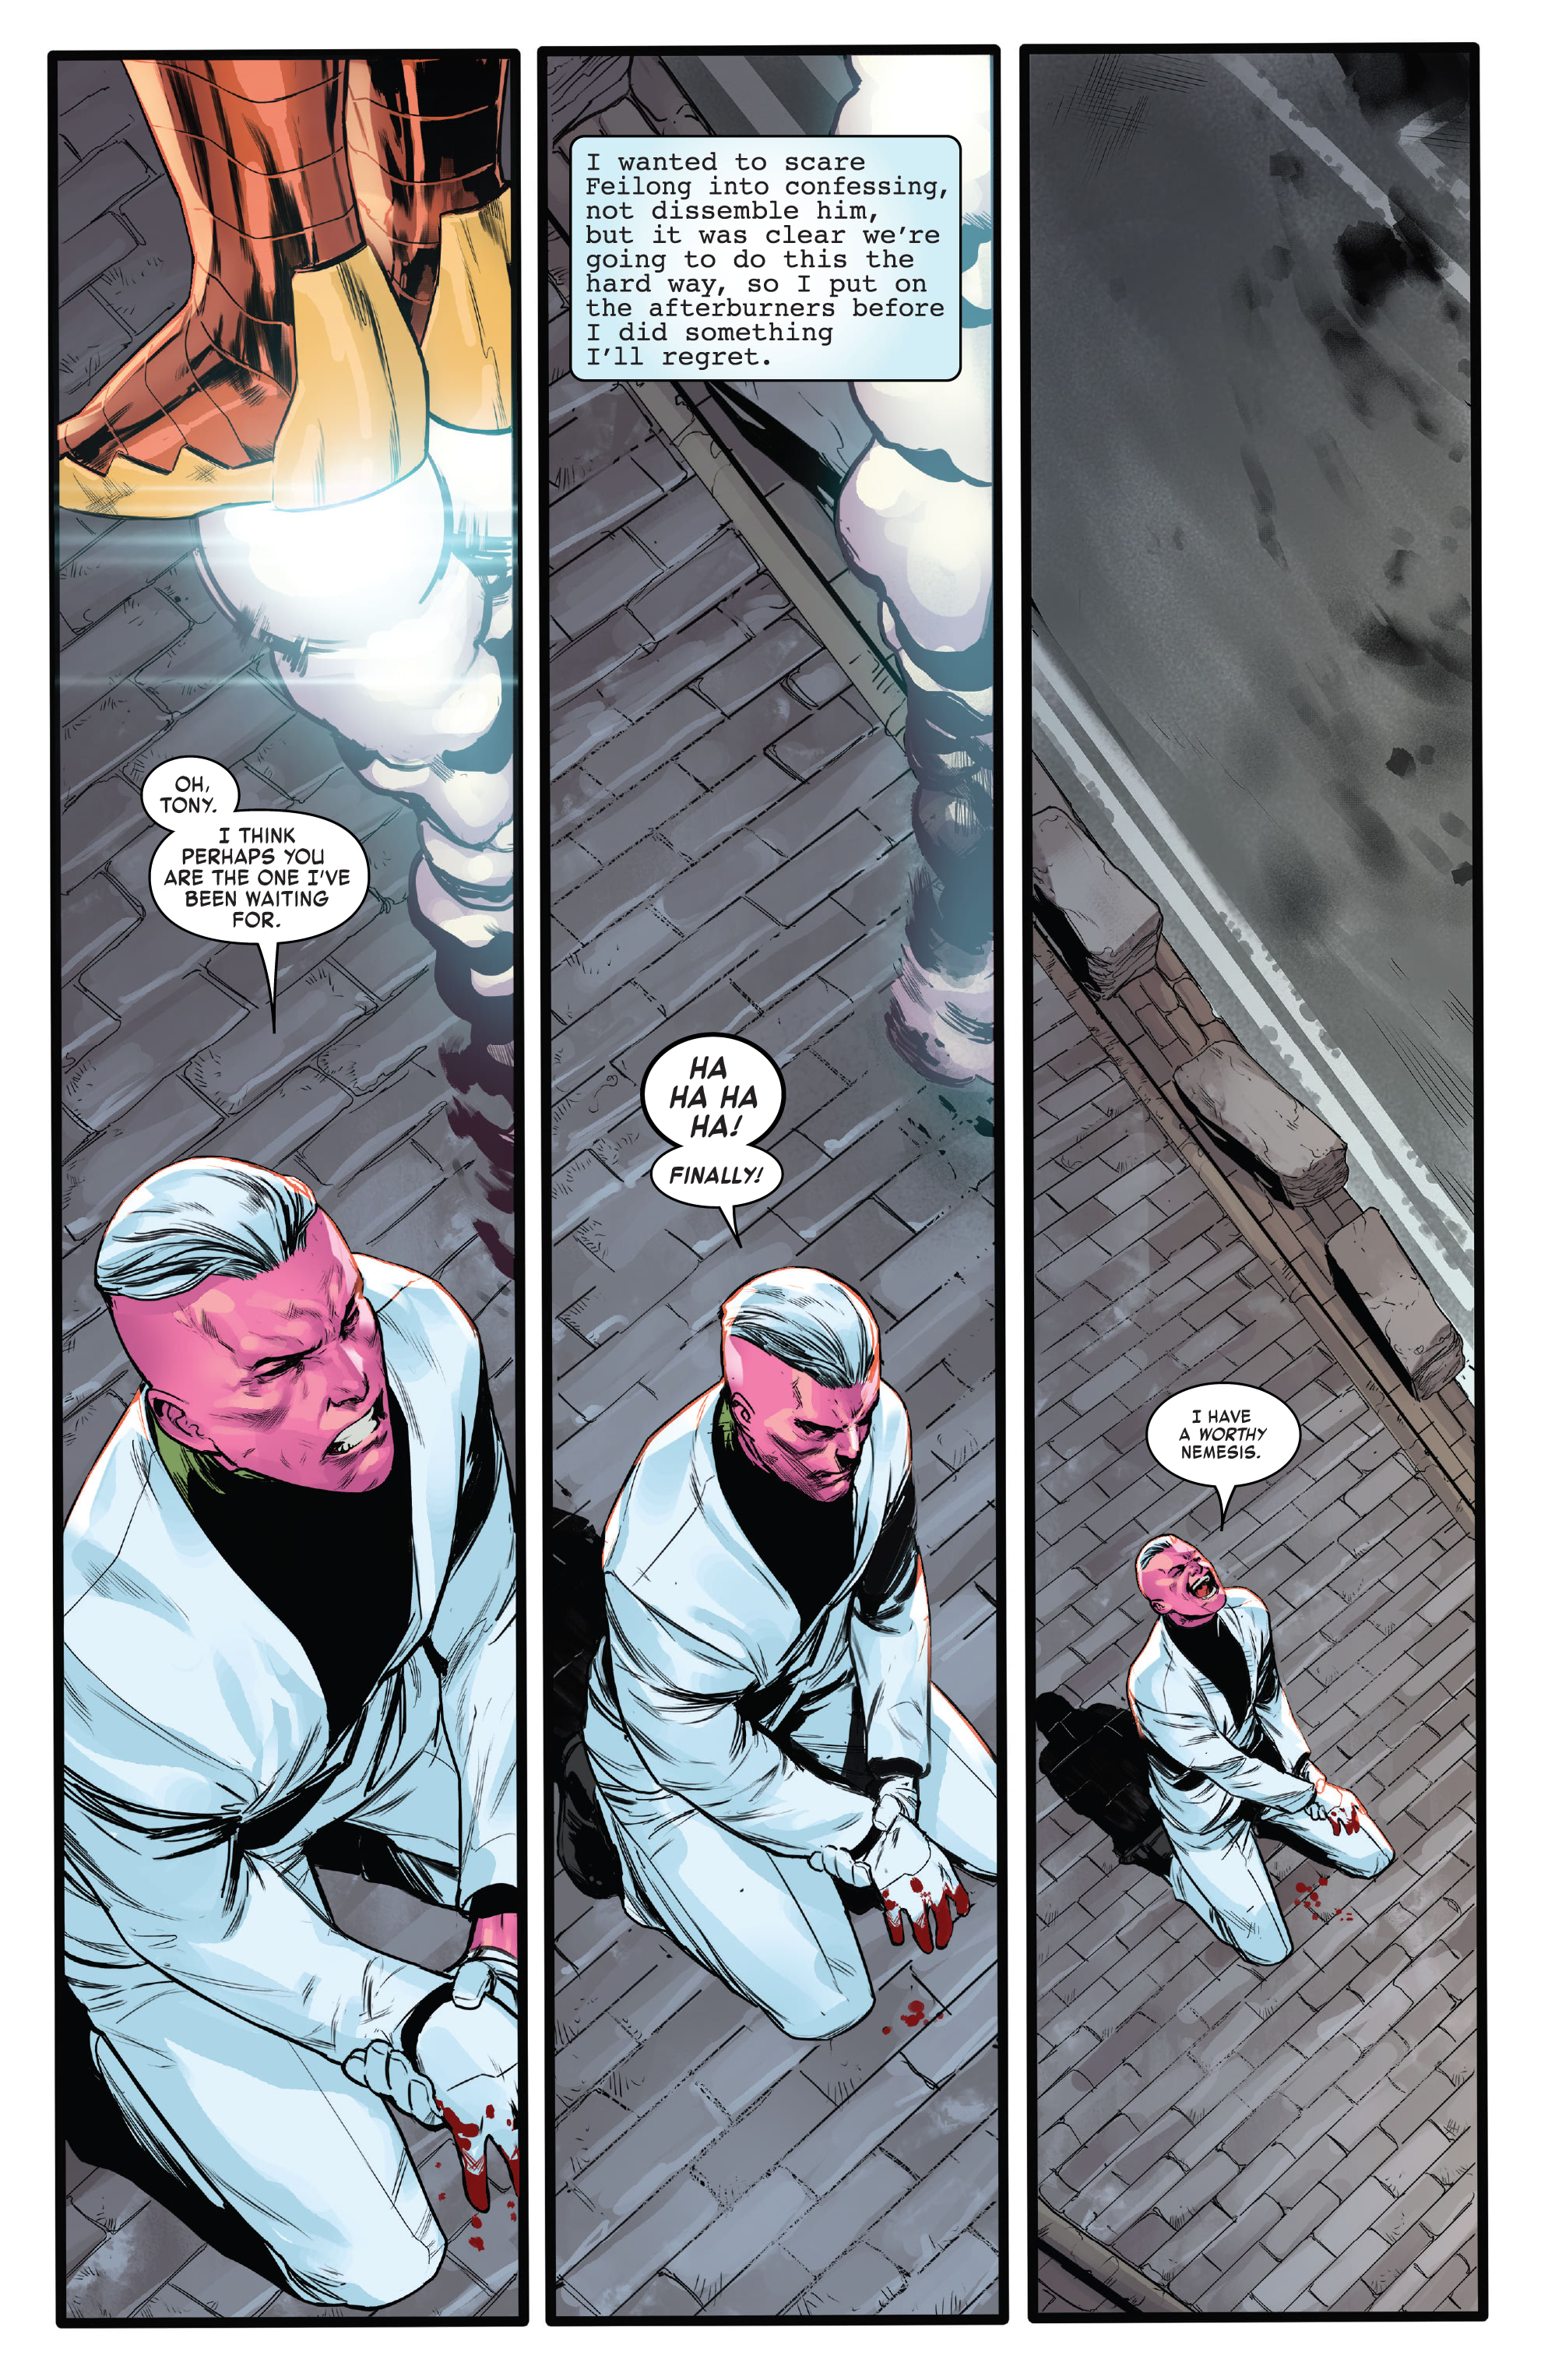 OH,
TONY.
I THINK
PERHAPS YOU
ARE THE ONE I'VE
BEEN WAITING
FOR.
I wanted to scare
Feilong into confessing,
not dissemble him,
but it was clear we're
going to do this the
hard way, so I put on
the afterburners before
I did something
I'll regret.
HA
HA HA
HA!
FINALLY!
I HAVE
A WORTHY
NEMESIS.